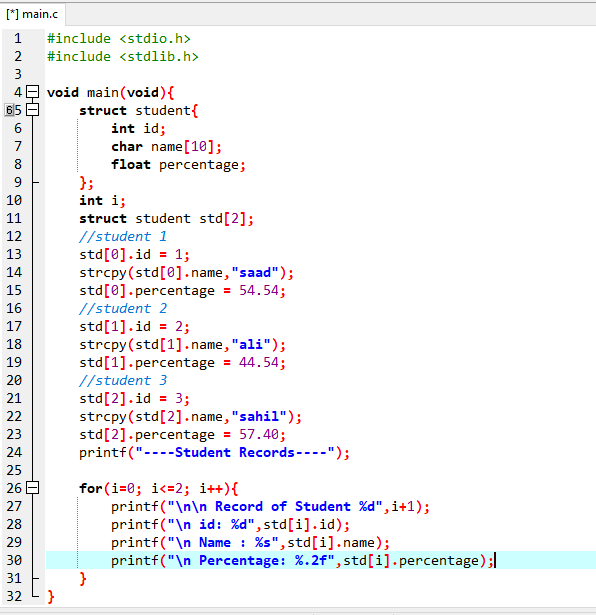 [*] main.c
1 #include <stdio.h>
2 #include <stdlib.h>
3
4 void main(void){
5 struct student{
6 int id;
7 char name[10];
8 float percentage;
9 };
10 int i;
11 struct student std[2];
12 //student 1
13 std[0].id = 1;
14 strcpy(std[0].name,"saad");
15 std[0].percentage = 54.54;
16 //student 2
17 std[1].id = 2;
18 strcpy(std[1].name,"ali");
19 std[1].percentage = 44.54;
20 //student 3
21 std[2].id = 3;
22 strcpy(std[2].name,"sahil");
23 std[2].percentage = 57.40;
24 printf("----Student Records----");
25
26 for(i=0; i<=2; i++){
27 printf("\n\n Record of Student %d",i+1);
28 printf("\n id: %d",std[i].id);
29 printf("\n Name : %s",std[i].name);
30 printf("\n Percentage: %.2f",std[i].percentage);
31 }
32 }